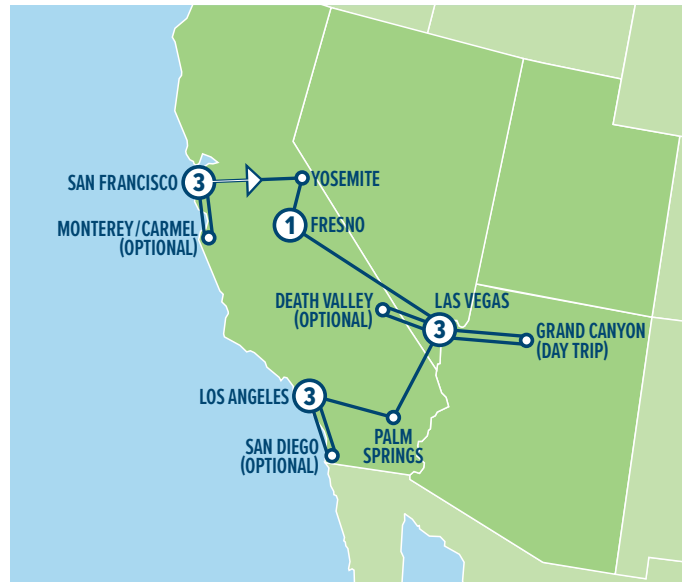 SAN FRANCISCO
3
YOSEMITE
MONTEREY/CARMEL
(OPTIONAL)
1
FRESNO
DEATH VALLEY
(OPTIONAL)
LAS VEGAS
3
GRAND CANYON
(DAY TRIP)
LOS ANGELES
3
SAN DIEGO
(OPTIONAL)
PALM
SPRINGS